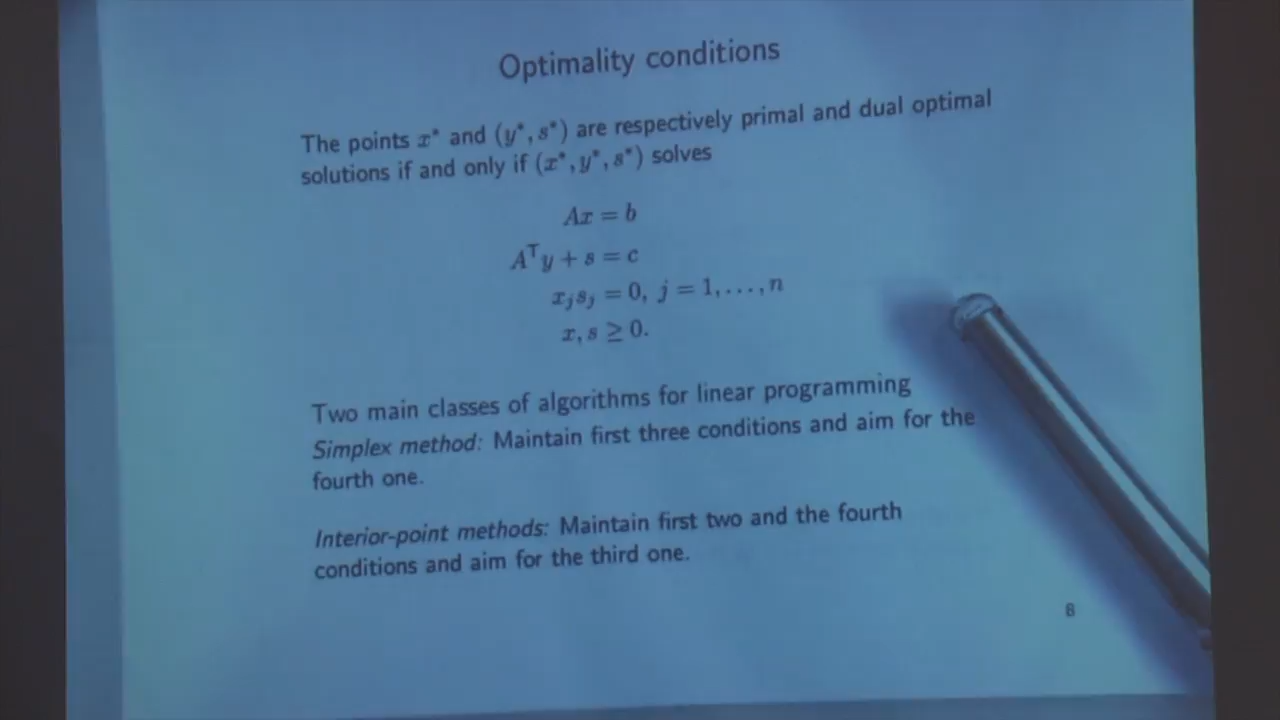 Optimality conditions
The points x* and (y*, s*) are respectively primal and dual optimal
solutions if and only if (x*, y*, s*) solves
Ax = b
Aᵀy + s = c
xⱼsⱼ = 0, j = 1, . . . , n
x, s ≥ 0.
Two main classes of algorithms for linear programming
Simplex method: Maintain first three conditions and aim for the
fourth one.
Interior-point methods: Maintain first two and the fourth
conditions and aim for the third one.
6